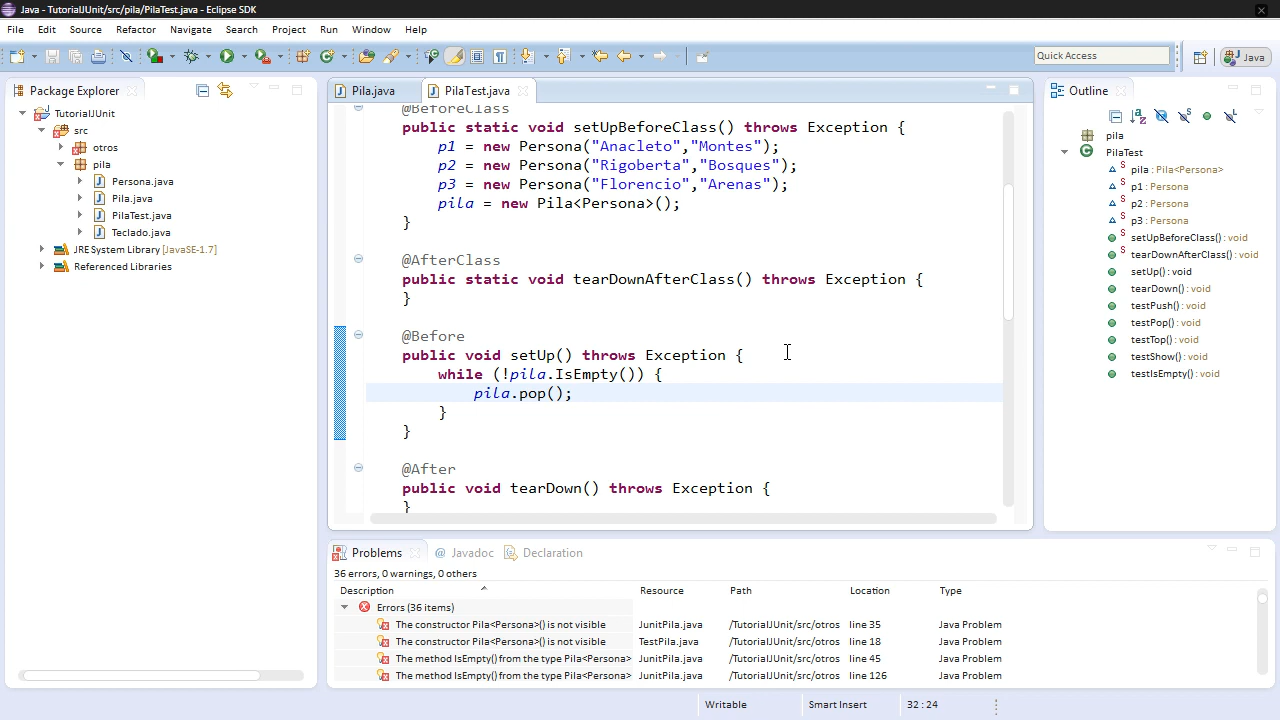 Java - TutorialJUnit/src/pila/PilaTest.java - Eclipse SDK
File Edit Source Refactor Navigate Search Project Run Window Help
Quick Access
Java
Package Explorer
TutorialJUnit
src
otros
pila
Persona.java
Pila.java
PilaTest.java
Teclado.java
JRE System Library [JavaSE-1.7]
Referenced Libraries
Pila.java PilaTest.java
@BeforeClass
public static void setUpBeforeClass() throws Exception {
p1 = new Persona("Anacleto","Montes");
p2 = new Persona("Rigoberta","Bosques");
p3 = new Persona("Florencio","Arenas");
pila = new Pila<Persona>();
}
@AfterClass
public static void tearDownAfterClass() throws Exception {
}
@Before
public void setUp() throws Exception {
while (!pila.IsEmpty()) {
pila.pop();
}
}
@After
public void tearDown() throws Exception {
}
Outline
pila
PilaTest
pila : Pila<Persona>
p1 : Persona
p2 : Persona
p3 : Persona
setUpBeforeClass() : void
tearDownAfterClass() : void
setUp() : void
tearDown() : void
testPush() : void
testPop() : void
testTop() : void
testShow() : void
testIsEmpty() : void
Problems @ Javadoc Declaration
36 errors, 0 warnings, 0 others
Description Resource Path Location Type
Errors (36 items)
The constructor Pila<Persona>() is not visible JunitPila.java /TutorialJUnit/src/otros line 35 Java Problem
The constructor Pila<Persona>() is not visible TestPila.java /TutorialJUnit/src/otros line 18 Java Problem
The method IsEmpty() from the type Pila<Persona> JunitPila.java /TutorialJUnit/src/otros line 45 Java Problem
The method IsEmpty() from the type Pila<Persona> JunitPila.java /TutorialJUnit/src/otros line 126 Java Problem
Writable Smart Insert 32 : 24